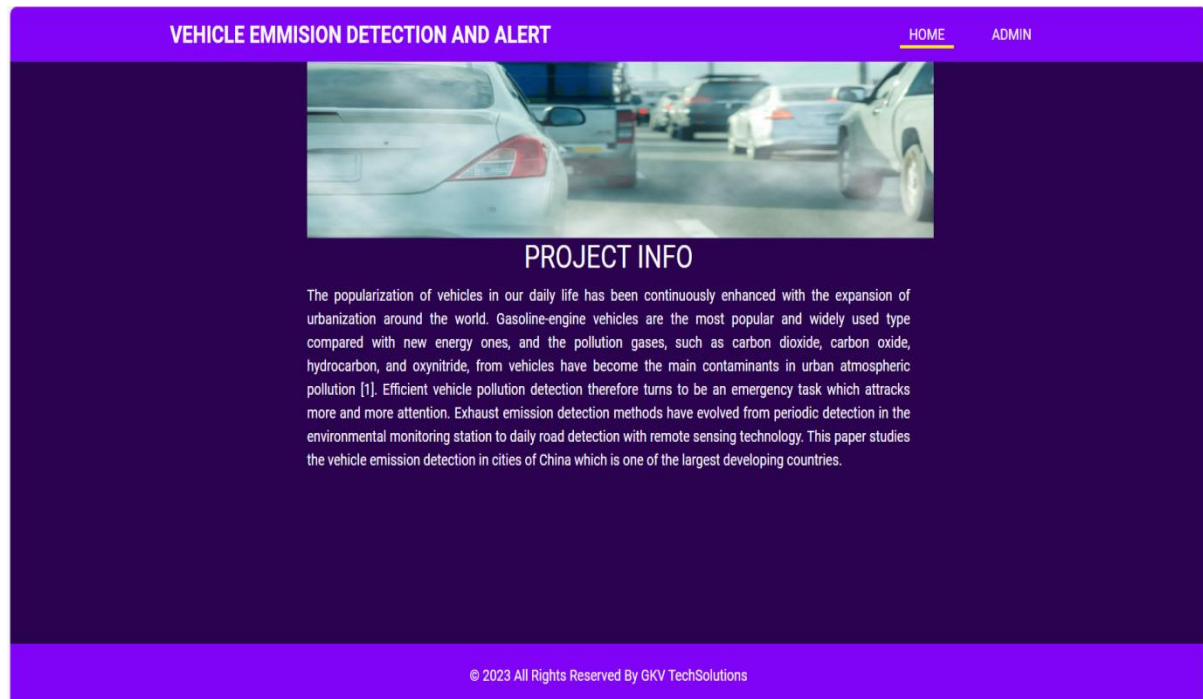 VEHICLE EMMISION DETECTION AND ALERT
HOME
ADMIN
PROJECT INFO
The popularization of vehicles in our daily life has been continuously enhanced with the expansion of
urbanization around the world. Gasoline-engine vehicles are the most popular and widely used type
compared with new energy ones, and the pollution gases, such as carbon dioxide, carbon oxide,
hydrocarbon, and oxynitride, from vehicles have become the main contaminants in urban atmospheric
pollution [1]. Efficient vehicle pollution detection therefore turns to be an emergency task which attracks
more and more attention. Exhaust emission detection methods have evolved from periodic detection in the
environmental monitoring station to daily road detection with remote sensing technology. This paper studies
the vehicle emission detection in cities of China which is one of the largest developing countries.
© 2023 All Rights Reserved By GKV TechSolutions